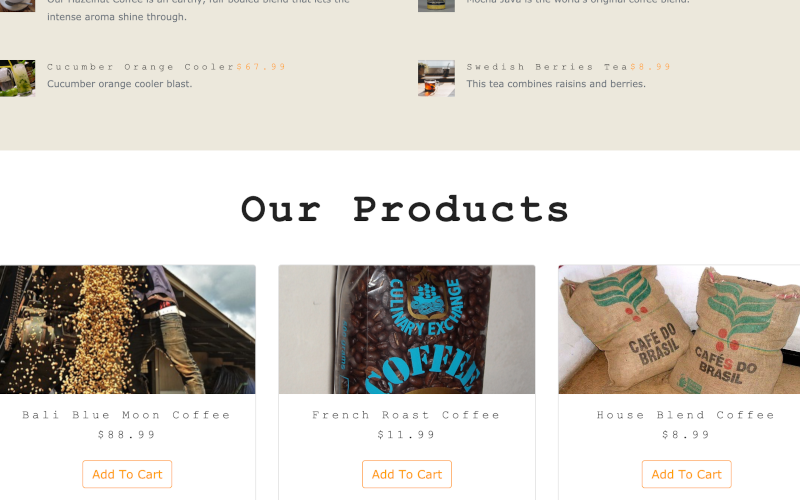 Our Hazelnut Coffee is an earthy, full bodied blend that lets the
intense aroma shine through.
Mocha Java is the world's original coffee blend.
Cucumber Orange Cooler$67.99
Cucumber orange cooler blast.
Swedish Berries Tea$8.99
This tea combines raisins and berries.
Our Products
CULINARY EXCHANGE
COFFEE
CAFÉ DO
BRASIL
CAFÉS DO
BRASIL
Bali Blue Moon Coffee
$88.99
Add To Cart
French Roast Coffee
$11.99
Add To Cart
House Blend Coffee
$8.99
Add To Cart